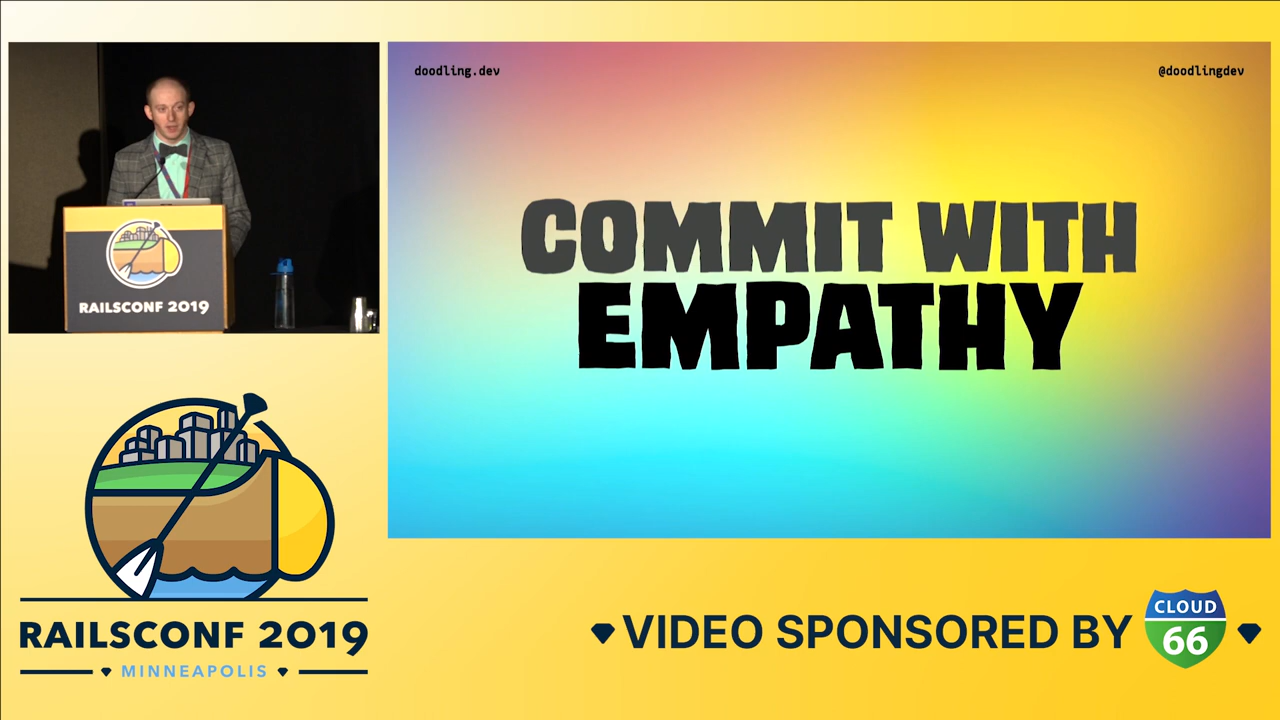 doodling.dev
@doodlingdev
COMMIT WITH
EMPATHY
RAILSCONF 2019
RAILSCONF 2019
MINNEAPOLIS
VIDEO SPONSORED BY
CLOUD
66